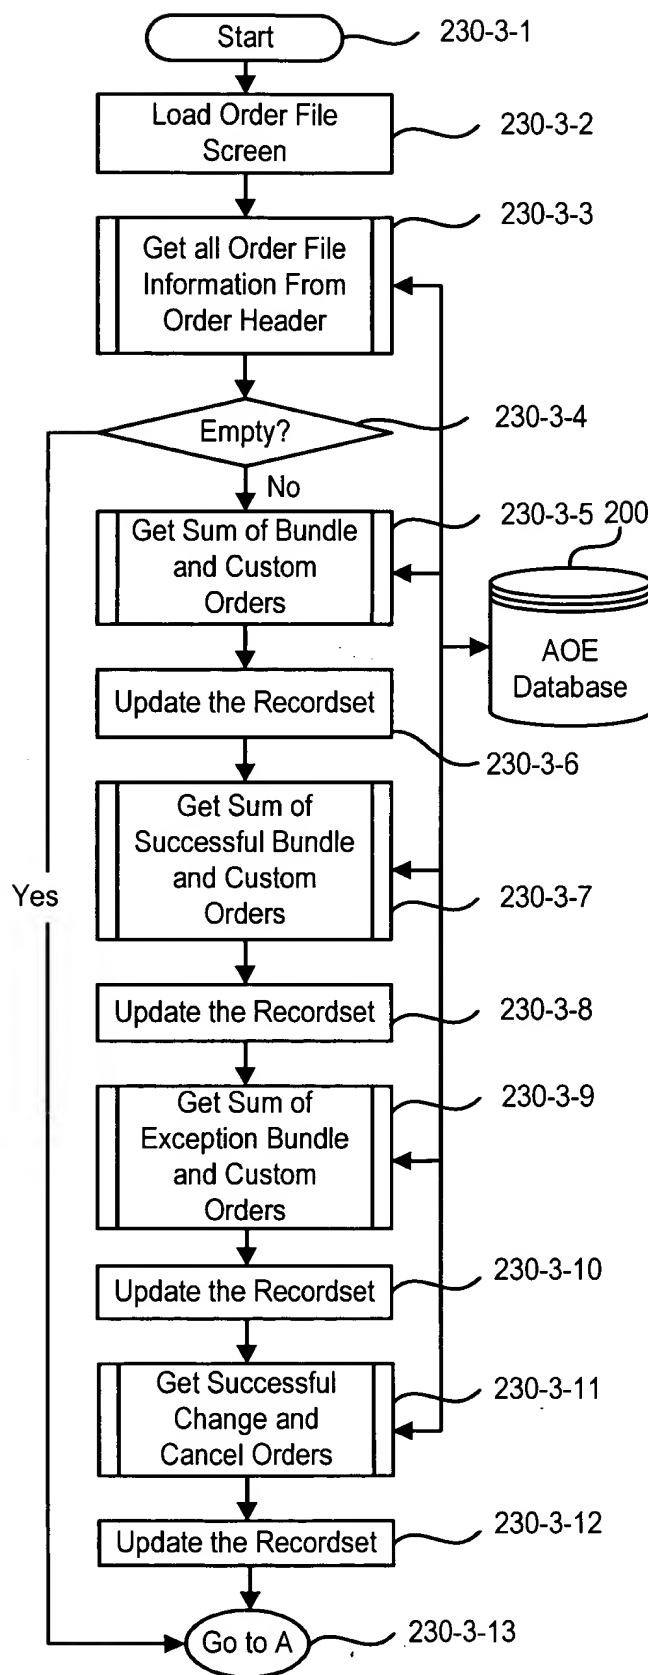 Start
230-3-1
Load Order File
Screen
230-3-2
230-3-3
Get all Order File
Information From
Order Header
Empty?
230-3-4
No
Get Sum of Bundle
and Custom
Orders
230-3-5
200
AOE
Database
Update the Recordset
230-3-6
Get Sum of
Successful Bundle
and Custom
Orders
230-3-7
Yes
Update the Recordset
230-3-8
Get Sum of
Exception Bundle
and Custom
Orders
230-3-9
Update the Recordset
230-3-10
Get Successful
Change and
Cancel Orders
230-3-11
Update the Recordset
230-3-12
Go to A
230-3-13